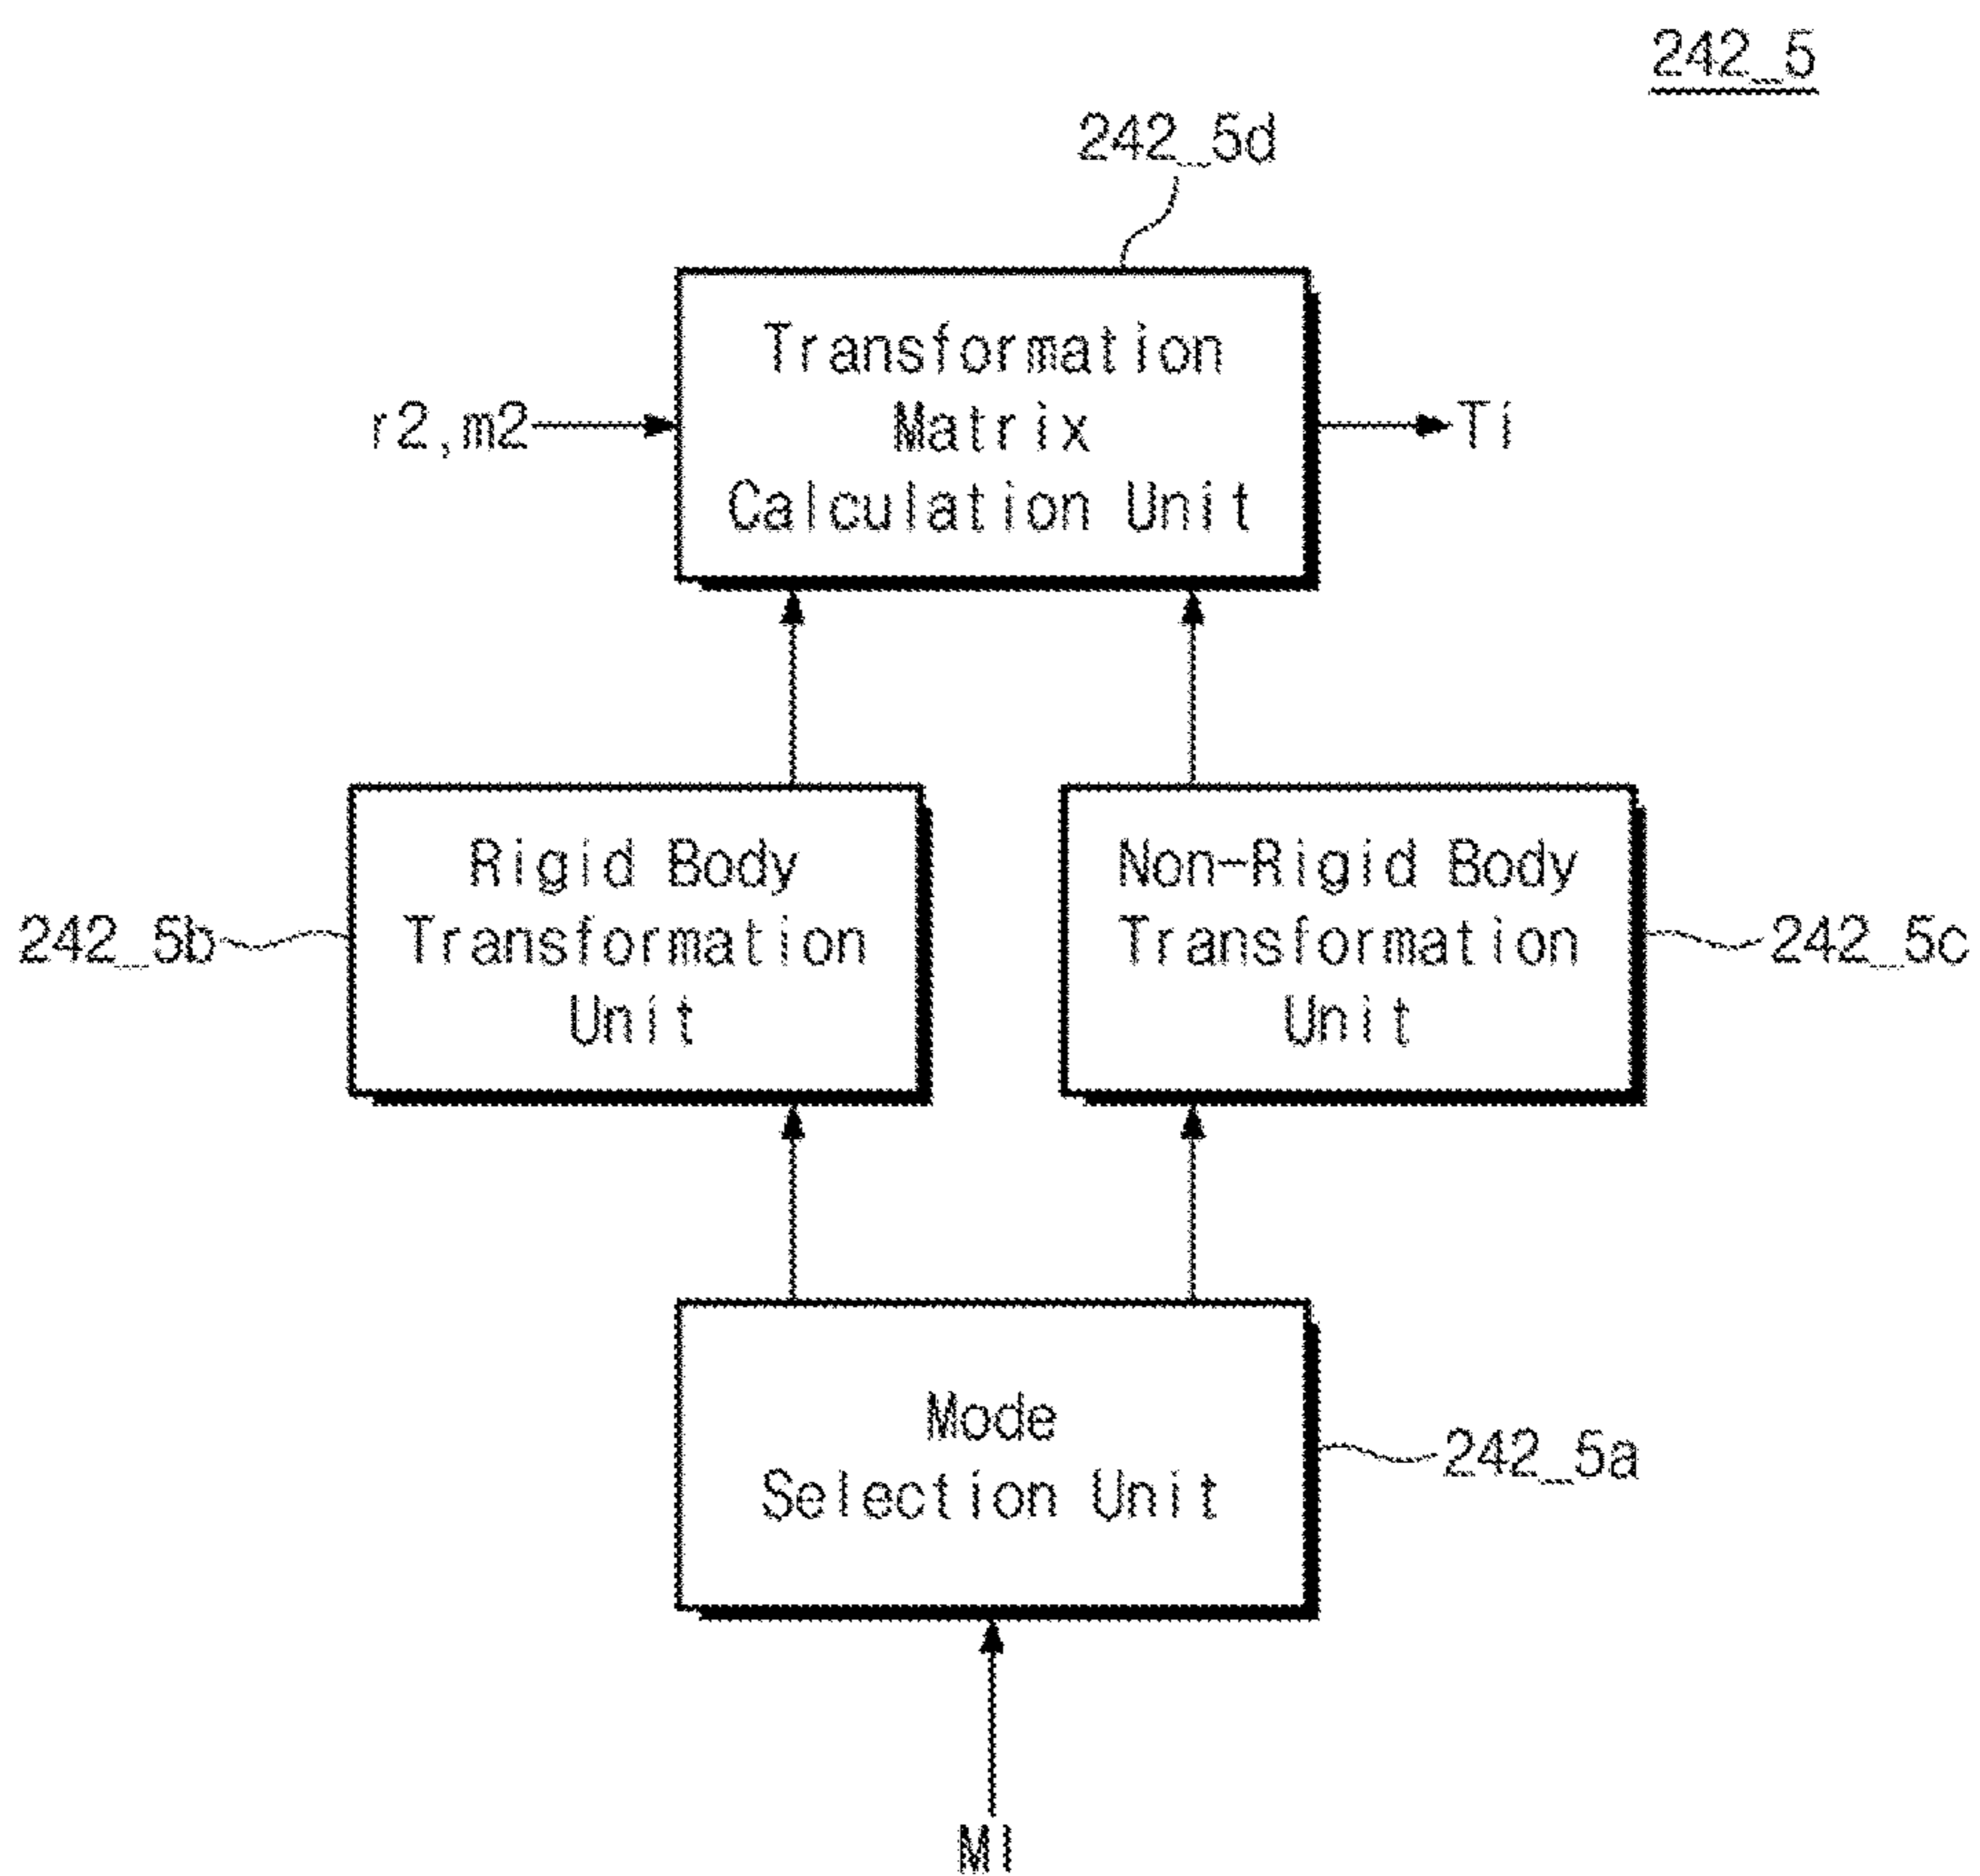 242_5
242_5d
Transformation
Matrix
Calculation Unit
r2,m2
Ti
Rigid Body
Transformation
Unit
242_5b
Non-Rigid Body
Transformation
Unit
242_5c
Mode
Selection Unit
242_5a
MI